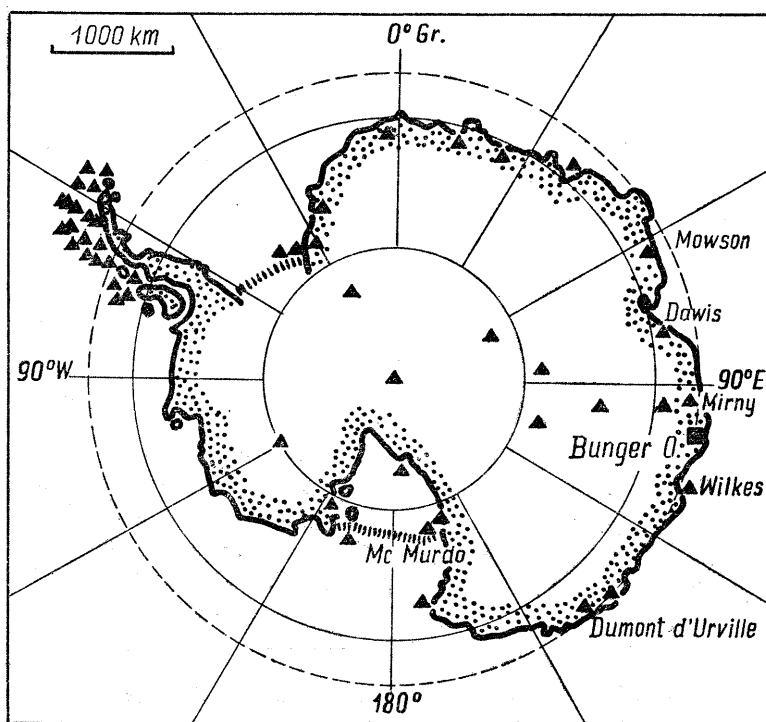 1000 km
0° Gr.
Mowson
Dawis
90°W
90°E
Mirny
Bunger O.
Wilkes
Mc Murdo
Dumont d'Urville
180°